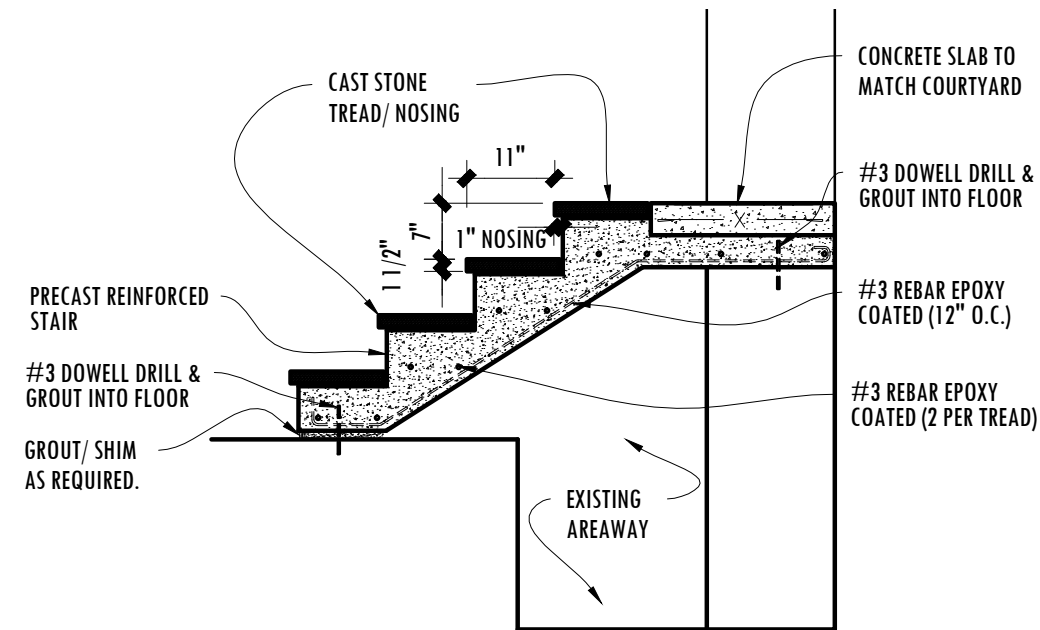 CAST STONE
TREAD/ NOSING
CONCRETE SLAB TO
MATCH COURTYARD
11"
7"
1" NOSING
1 1/2"
#3 DOWELL DRILL &
GROUT INTO FLOOR
PRECAST REINFORCED
STAIR
#3 REBAR EPOXY
COATED (12" O.C.)
#3 DOWELL DRILL &
GROUT INTO FLOOR
#3 REBAR EPOXY
COATED (2 PER TREAD)
GROUT/ SHIM
AS REQUIRED.
EXISTING
AREAWAY